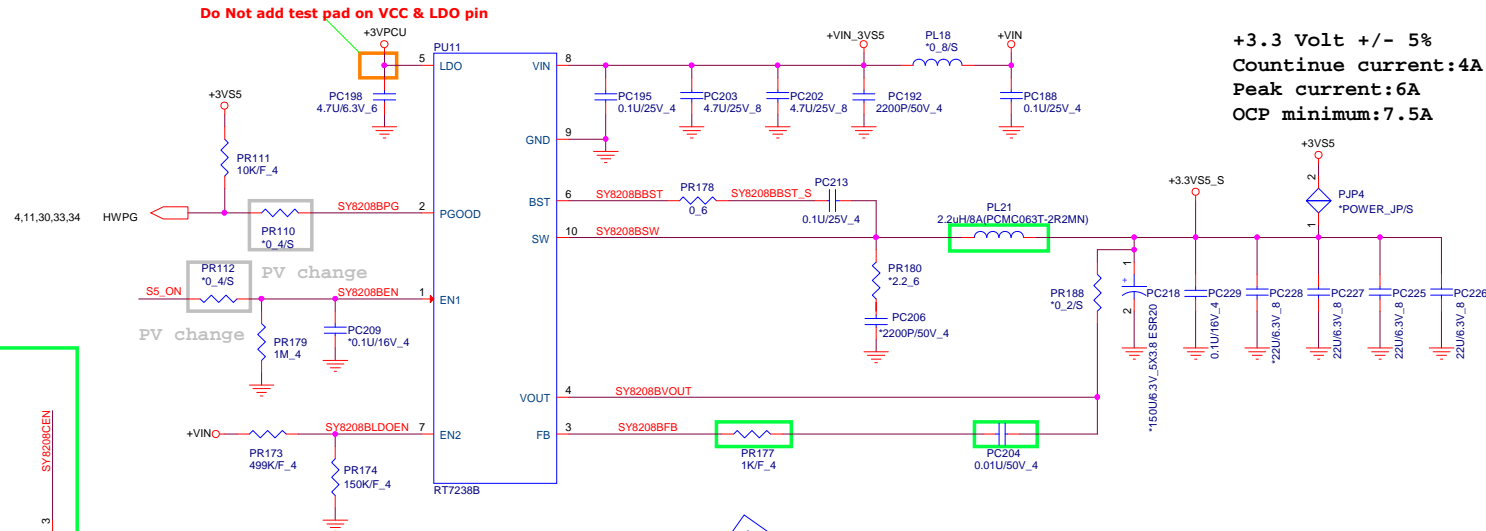 Do Not add test pad on VCC & LDO pin
+3VPCU
+VIN_3VS5
PL18
*0_8/S
+VIN
+3.3 Volt +/- 5%
Countinue current:4A
Peak current:6A
OCP minimum:7.5A
PU11
5
LDO
VIN
8
PC198
4.7U/6.3V_6
PC195
0.1U/25V_4
PC203
4.7U/25V_8
PC202
4.7U/25V_8
PC192
2200P/50V_4
PC188
0.1U/25V_4
+3VS5
GND
9
+3VS5
PR111
10K/F_4
2
PJP4
*POWER_JP/S
1
4,11,30,33,34
HWPG
SY8208BPG
2
PGOOD
PR110
*0_4/S
PV change
BST
6
SY8208BBST
PR178
0_6
SY8208BBST_S
PC213
0.1U/25V_4
+3.3VS5_S
SW
10
SY8208BSW
PL21
2.2uH/8A(PCMC063T-2R2MN)
PR112
*0_4/S
S5_ON
SY8208BEN
1
EN1
PV change
PR179
1M_4
PC209
*0.1U/16V_4
PR180
*2.2_6
PC206
*2200P/50V_4
PR188
*0_2/S
1
+
2
PC218
*150U/6.3V_5X3.8 ESR20
PC229
0.1U/16V_4
PC228
*22U/6.3V_8
PC227
22U/6.3V_8
PC225
22U/6.3V_8
PC226
22U/6.3V_8
VOUT
4
SY8208BVOUT
+VIN
PR173
499K/F_4
SY8208BLDOEN
7
EN2
PR174
150K/F_4
FB
3
SY8208BFB
PR177
1K/F_4
PC204
0.01U/50V_4
RT7238B
SY8208CEN
3